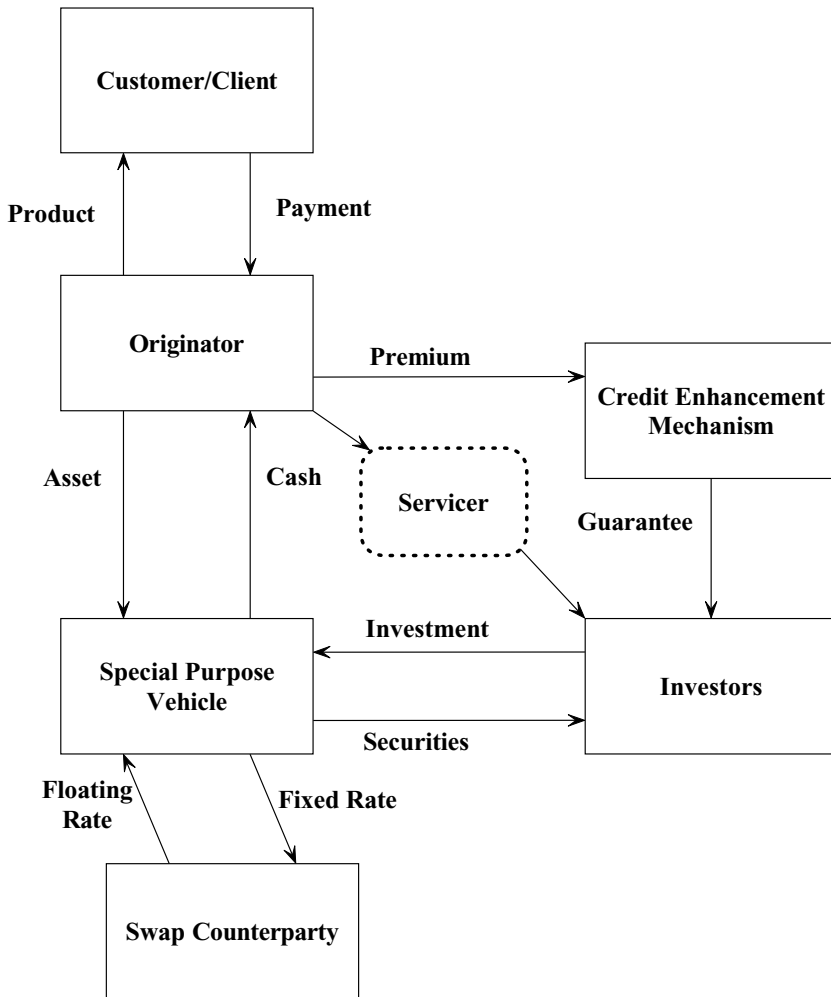 Customer/Client
Product
Payment
Originator
Premium
Credit Enhancement
Mechanism
Asset
Cash
Servicer
Guarantee
Investment
Special Purpose
Vehicle
Investors
Securities
Floating
Rate
Fixed Rate
Swap Counterparty